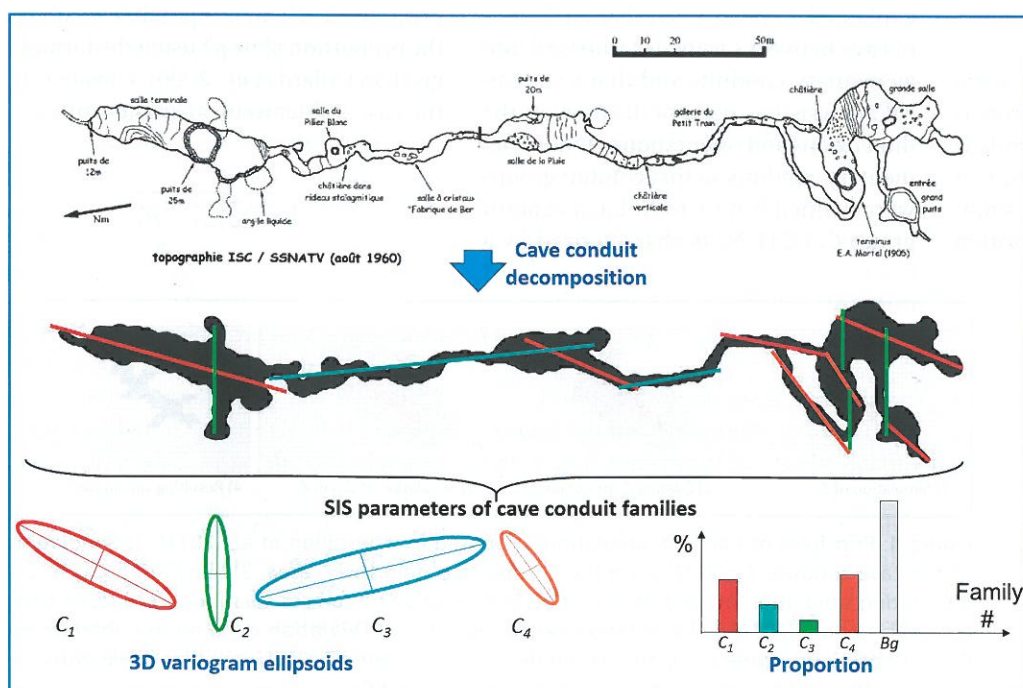 0 10 20 50m
salle terminale
salle du
Pilier Blanc
puits de
20m
galerie du
Petit Train
châtière
grande salle
puits de
12m
puits de
25m
argile liquide
châtière dans
rideau stalagmitique
salle à cristaux
"Fabrique de Ber
salle de la Pluie
châtière
verticale
entrée
grand
puits
terminus
E.A. Martel (1905)
Nm
topographie ISC / SSNATV (août 1960)
Cave conduit
decomposition
SIS parameters of cave conduit families
C1
C2
C3
C4
3D variogram ellipsoids
%
C1 C2 C3 C4 Bg
Family
#
Proportion